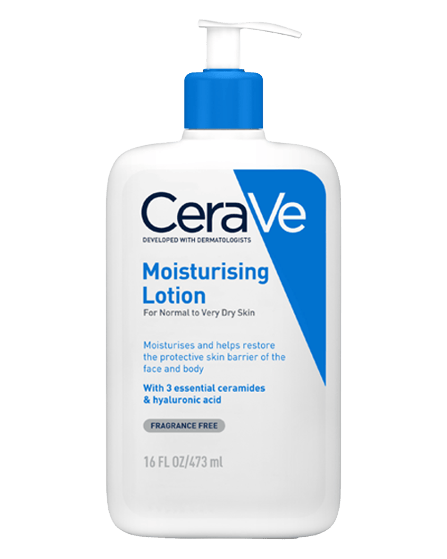 CeraVe
DEVELOPED WITH DERMATOLOGISTS
Moisturising
Lotion
For Normal to Very Dry Skin
Moisturises and helps restore
the protective skin barrier of the
face and body
With 3 essential ceramides
& hyaluronic acid
FRAGRANCE FREE
16 FL OZ/473 ml